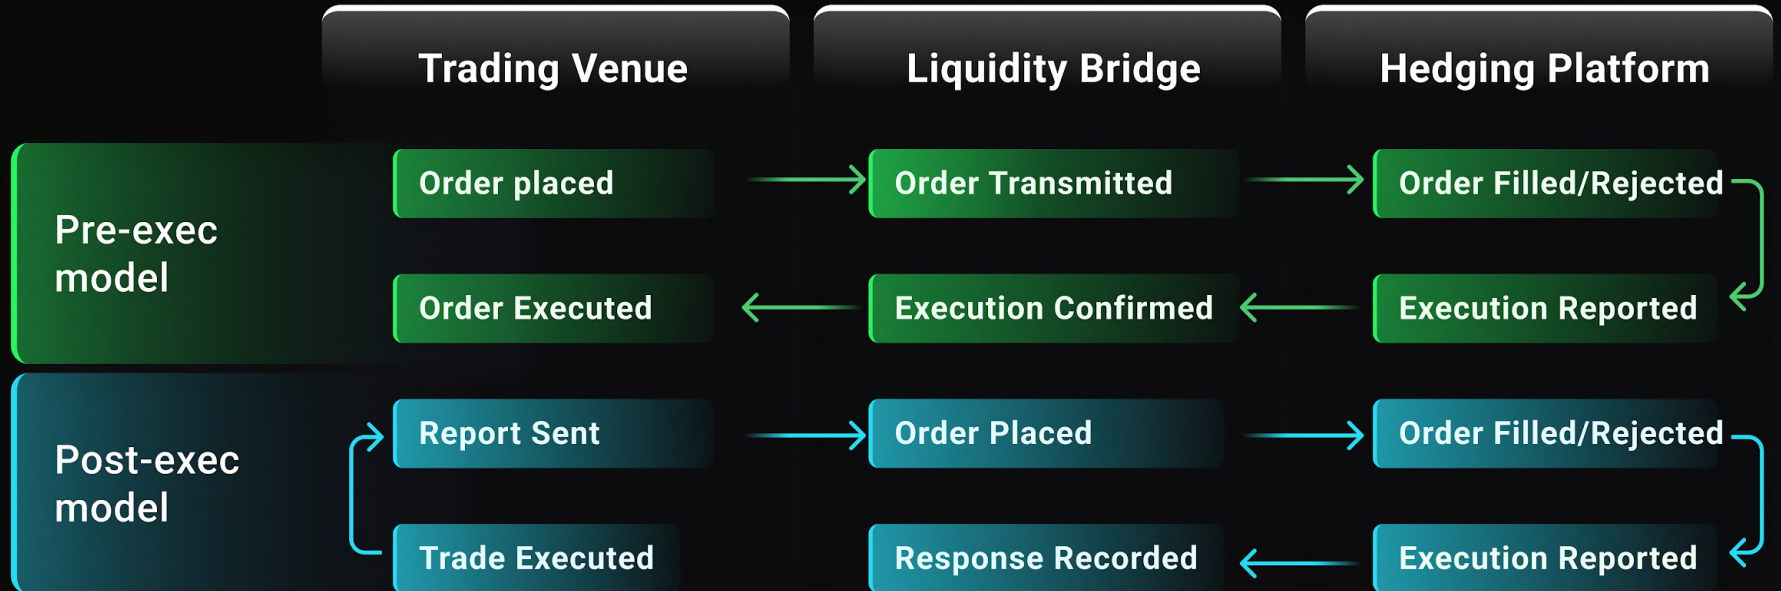 Trading Venue
Liquidity Bridge
Hedging Platform
Pre-exec
model
Order placed
Order Transmitted
Order Filled/Rejected
Order Executed
Execution Confirmed
Execution Reported
Post-exec
model
Report Sent
Order Placed
Order Filled/Rejected
Trade Executed
Response Recorded
Execution Reported